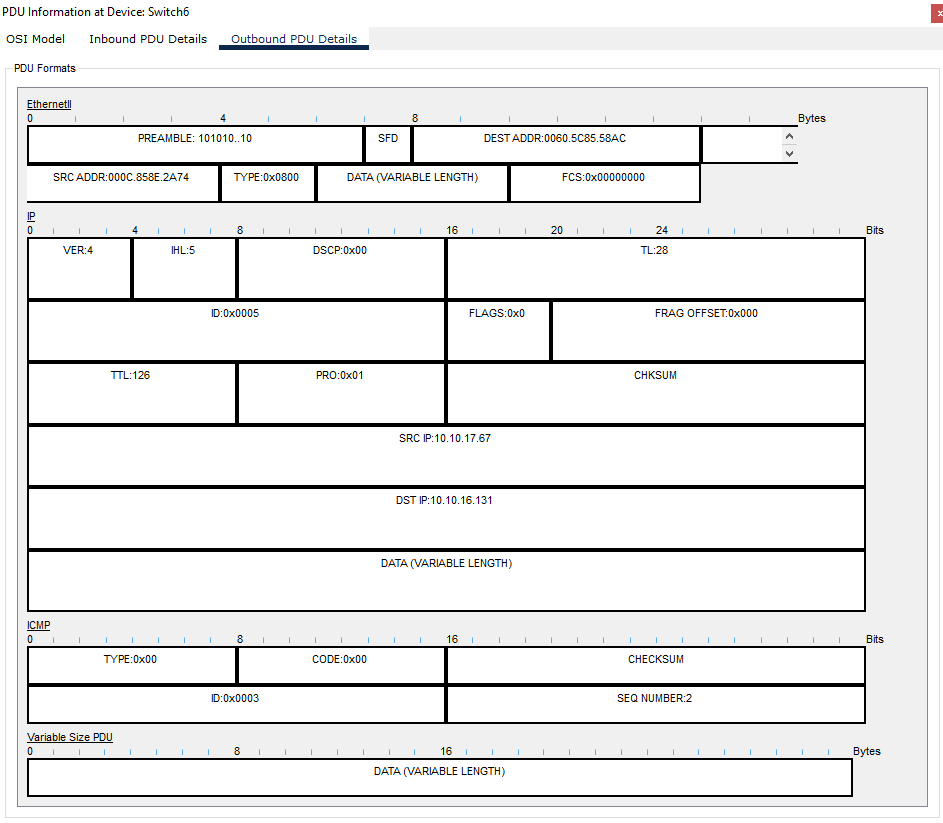 PDU Information at Device: Switch6
x
OSI Model Inbound PDU Details Outbound PDU Details
PDU Formats
EthernetII
0 4 8 Bytes
PREAMBLE: 101010..10 SFD DEST ADDR:0060.5C85.58AC
SRC ADDR:000C.858E.2A74 TYPE:0x0800 DATA (VARIABLE LENGTH) FCS:0x00000000
IP
0 4 8 16 20 24 Bits
VER:4 IHL:5 DSCP:0x00 TL:28
ID:0x0005 FLAGS:0x0 FRAG OFFSET:0x000
TTL:126 PRO:0x01 CHKSUM
SRC IP:10.10.17.67
DST IP:10.10.16.131
DATA (VARIABLE LENGTH)
ICMP
0 8 16 Bits
TYPE:0x00 CODE:0x00 CHECKSUM
ID:0x0003 SEQ NUMBER:2
Variable Size PDU
0 8 16 Bytes
DATA (VARIABLE LENGTH)